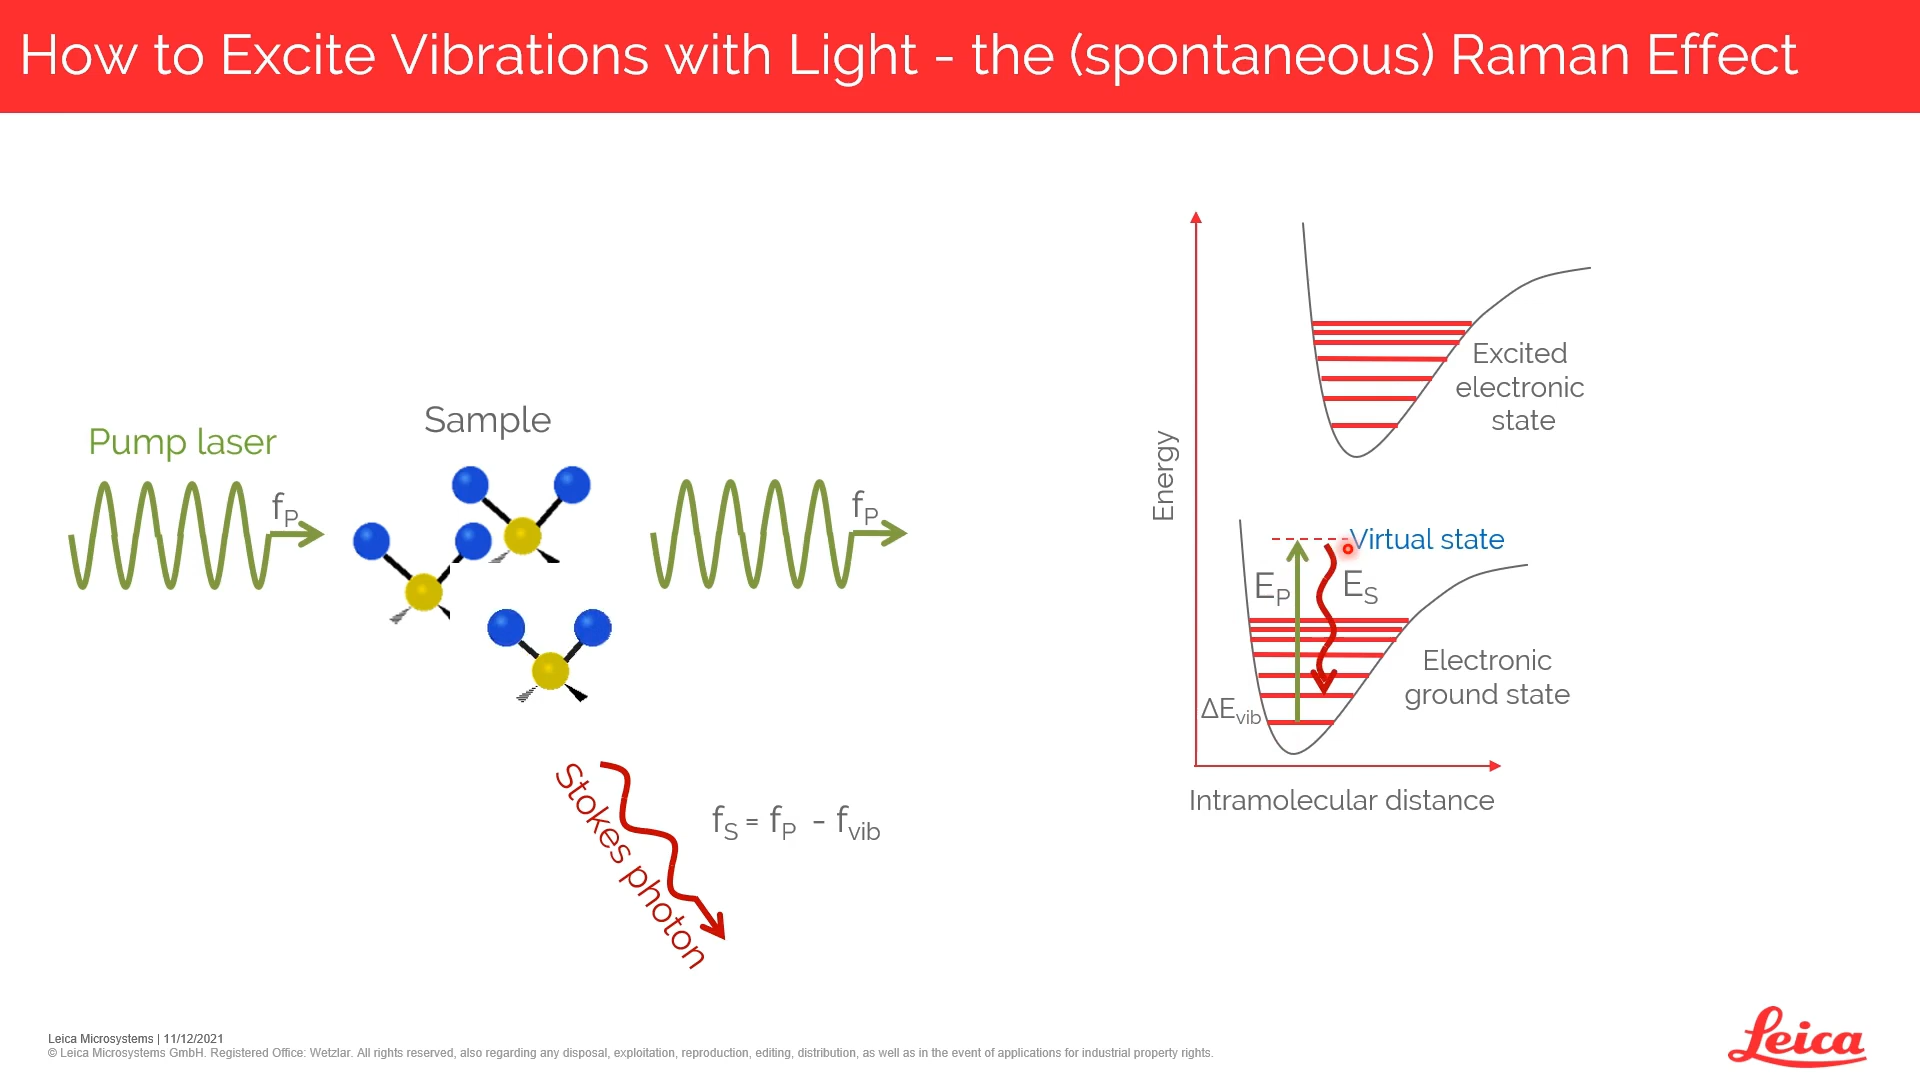 How to Excite Vibrations with Light - the (spontaneous) Raman Effect
Pump laser
fP
Sample
fP
Stokes photon
fS = fP - fvib
Energy
Excited
electronic
state
Virtual state
EP
ES
Electronic
ground state
ΔEvib
Intramolecular distance
Leica Microsystems | 11/12/2021
© Leica Microsystems GmbH. Registered Office: Wetzlar. All rights reserved, also regarding any disposal, exploitation, reproduction, editing, distribution, as well as in the event of applications for industrial property rights.
Leica